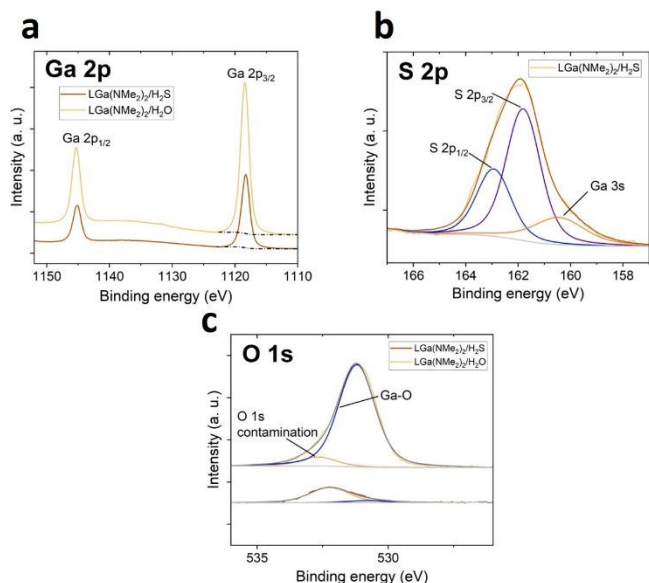 a
Ga 2p
LGa(NMe₂)₂/H₂S
LGa(NMe₂)₂/H₂O
Ga 2p₃/₂
Ga 2p₁/₂
Intensity (a. u.)
1150 1140 1130 1120 1110
Binding energy (eV)
b
S 2p
LGa(NMe₂)₂/H₂S
S 2p₃/₂
S 2p₁/₂
Ga 3s
Intensity (a. u.)
166 164 162 160 158
Binding energy (eV)
c
O 1s
LGa(NMe₂)₂/H₂S
LGa(NMe₂)₂/H₂O
Ga-O
O 1s
contamination
Intensity (a. u.)
535 530
Binding energy (eV)